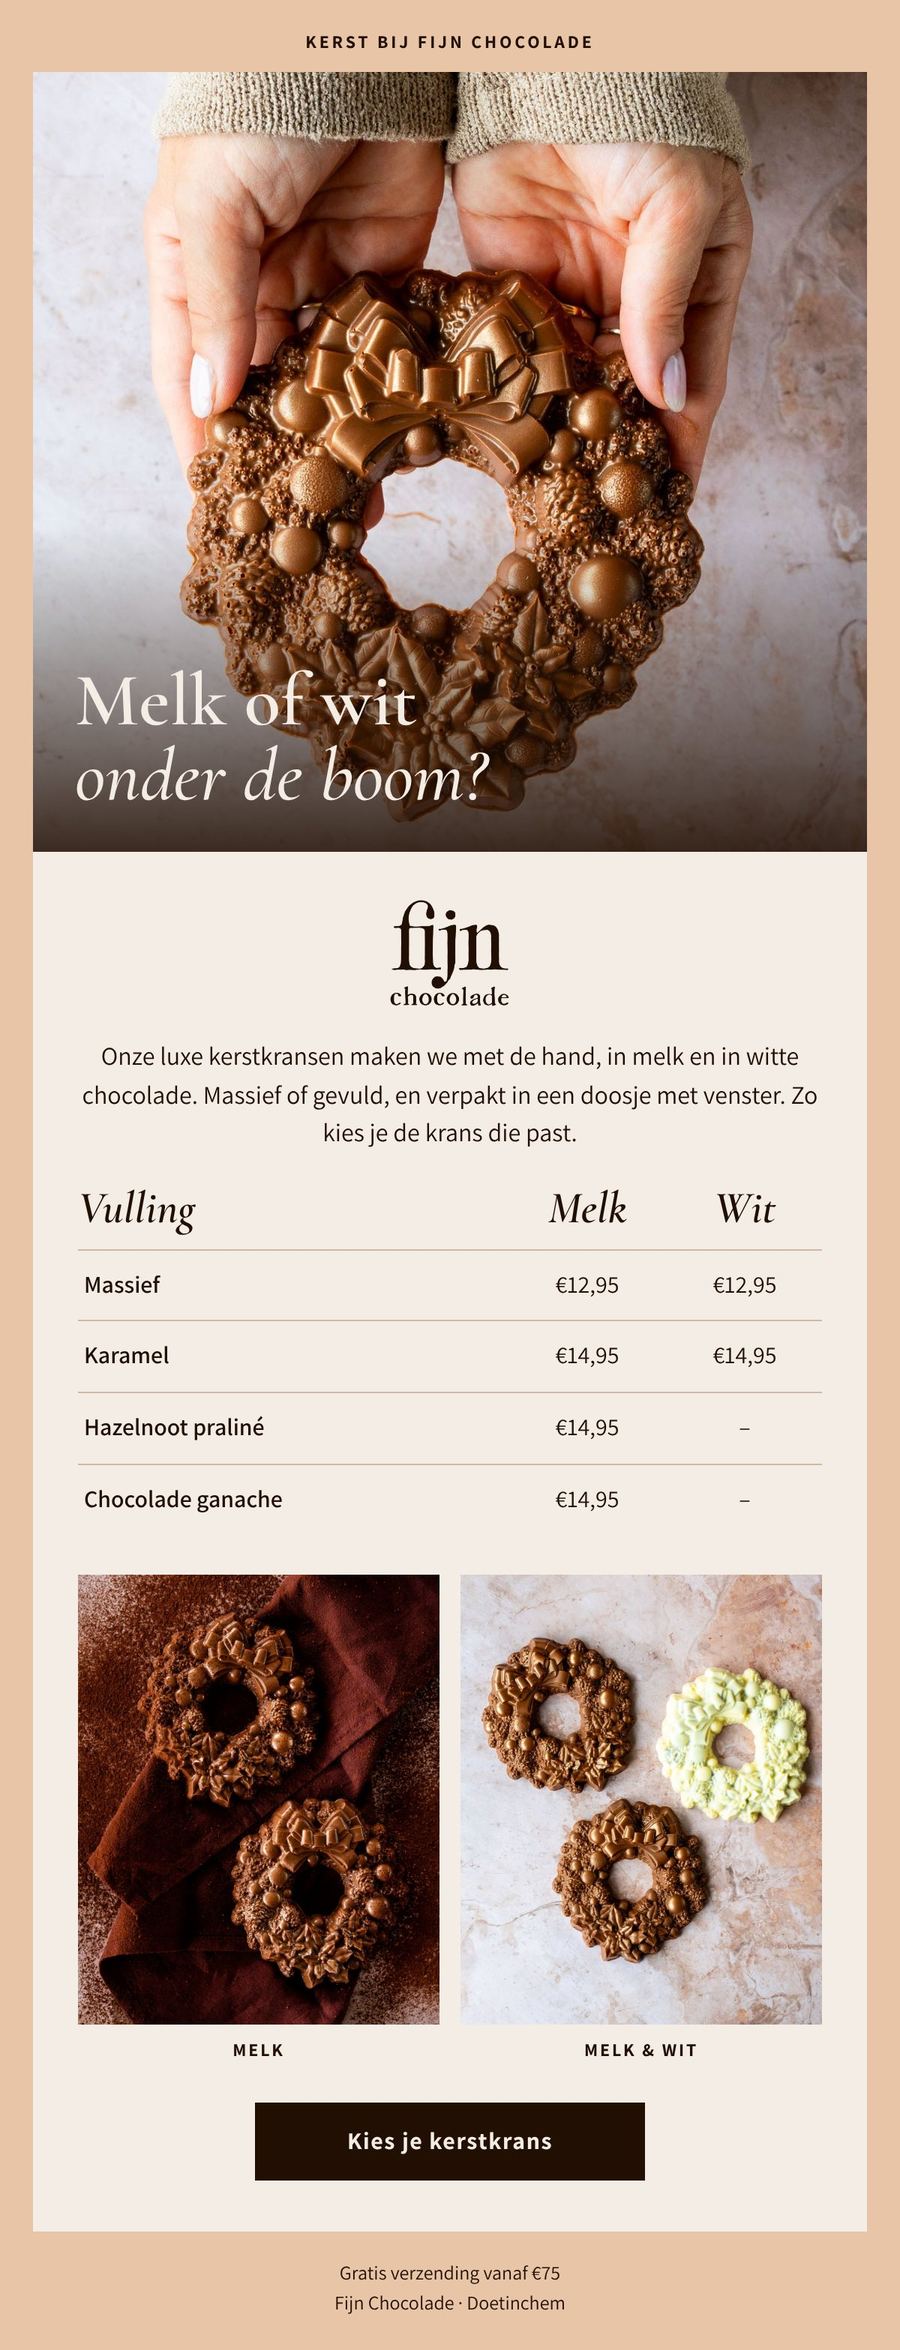 KERST BIJ FIJN CHOCOLADE
Melk of wit
onder de boom?
fijn
chocolade
Onze luxe kerstkransen maken we met de hand, in melk en in witte
chocolade. Massief of gevuld, en verpakt in een doosje met venster. Zo
kies je de krans die past.
Vulling Melk Wit
Massief €12,95 €12,95
Karamel €14,95 €14,95
Hazelnoot praliné €14,95 –
Chocolade ganache €14,95 –
MELK MELK & WIT
Kies je kerstkrans
Gratis verzending vanaf €75
Fijn Chocolade · Doetinchem